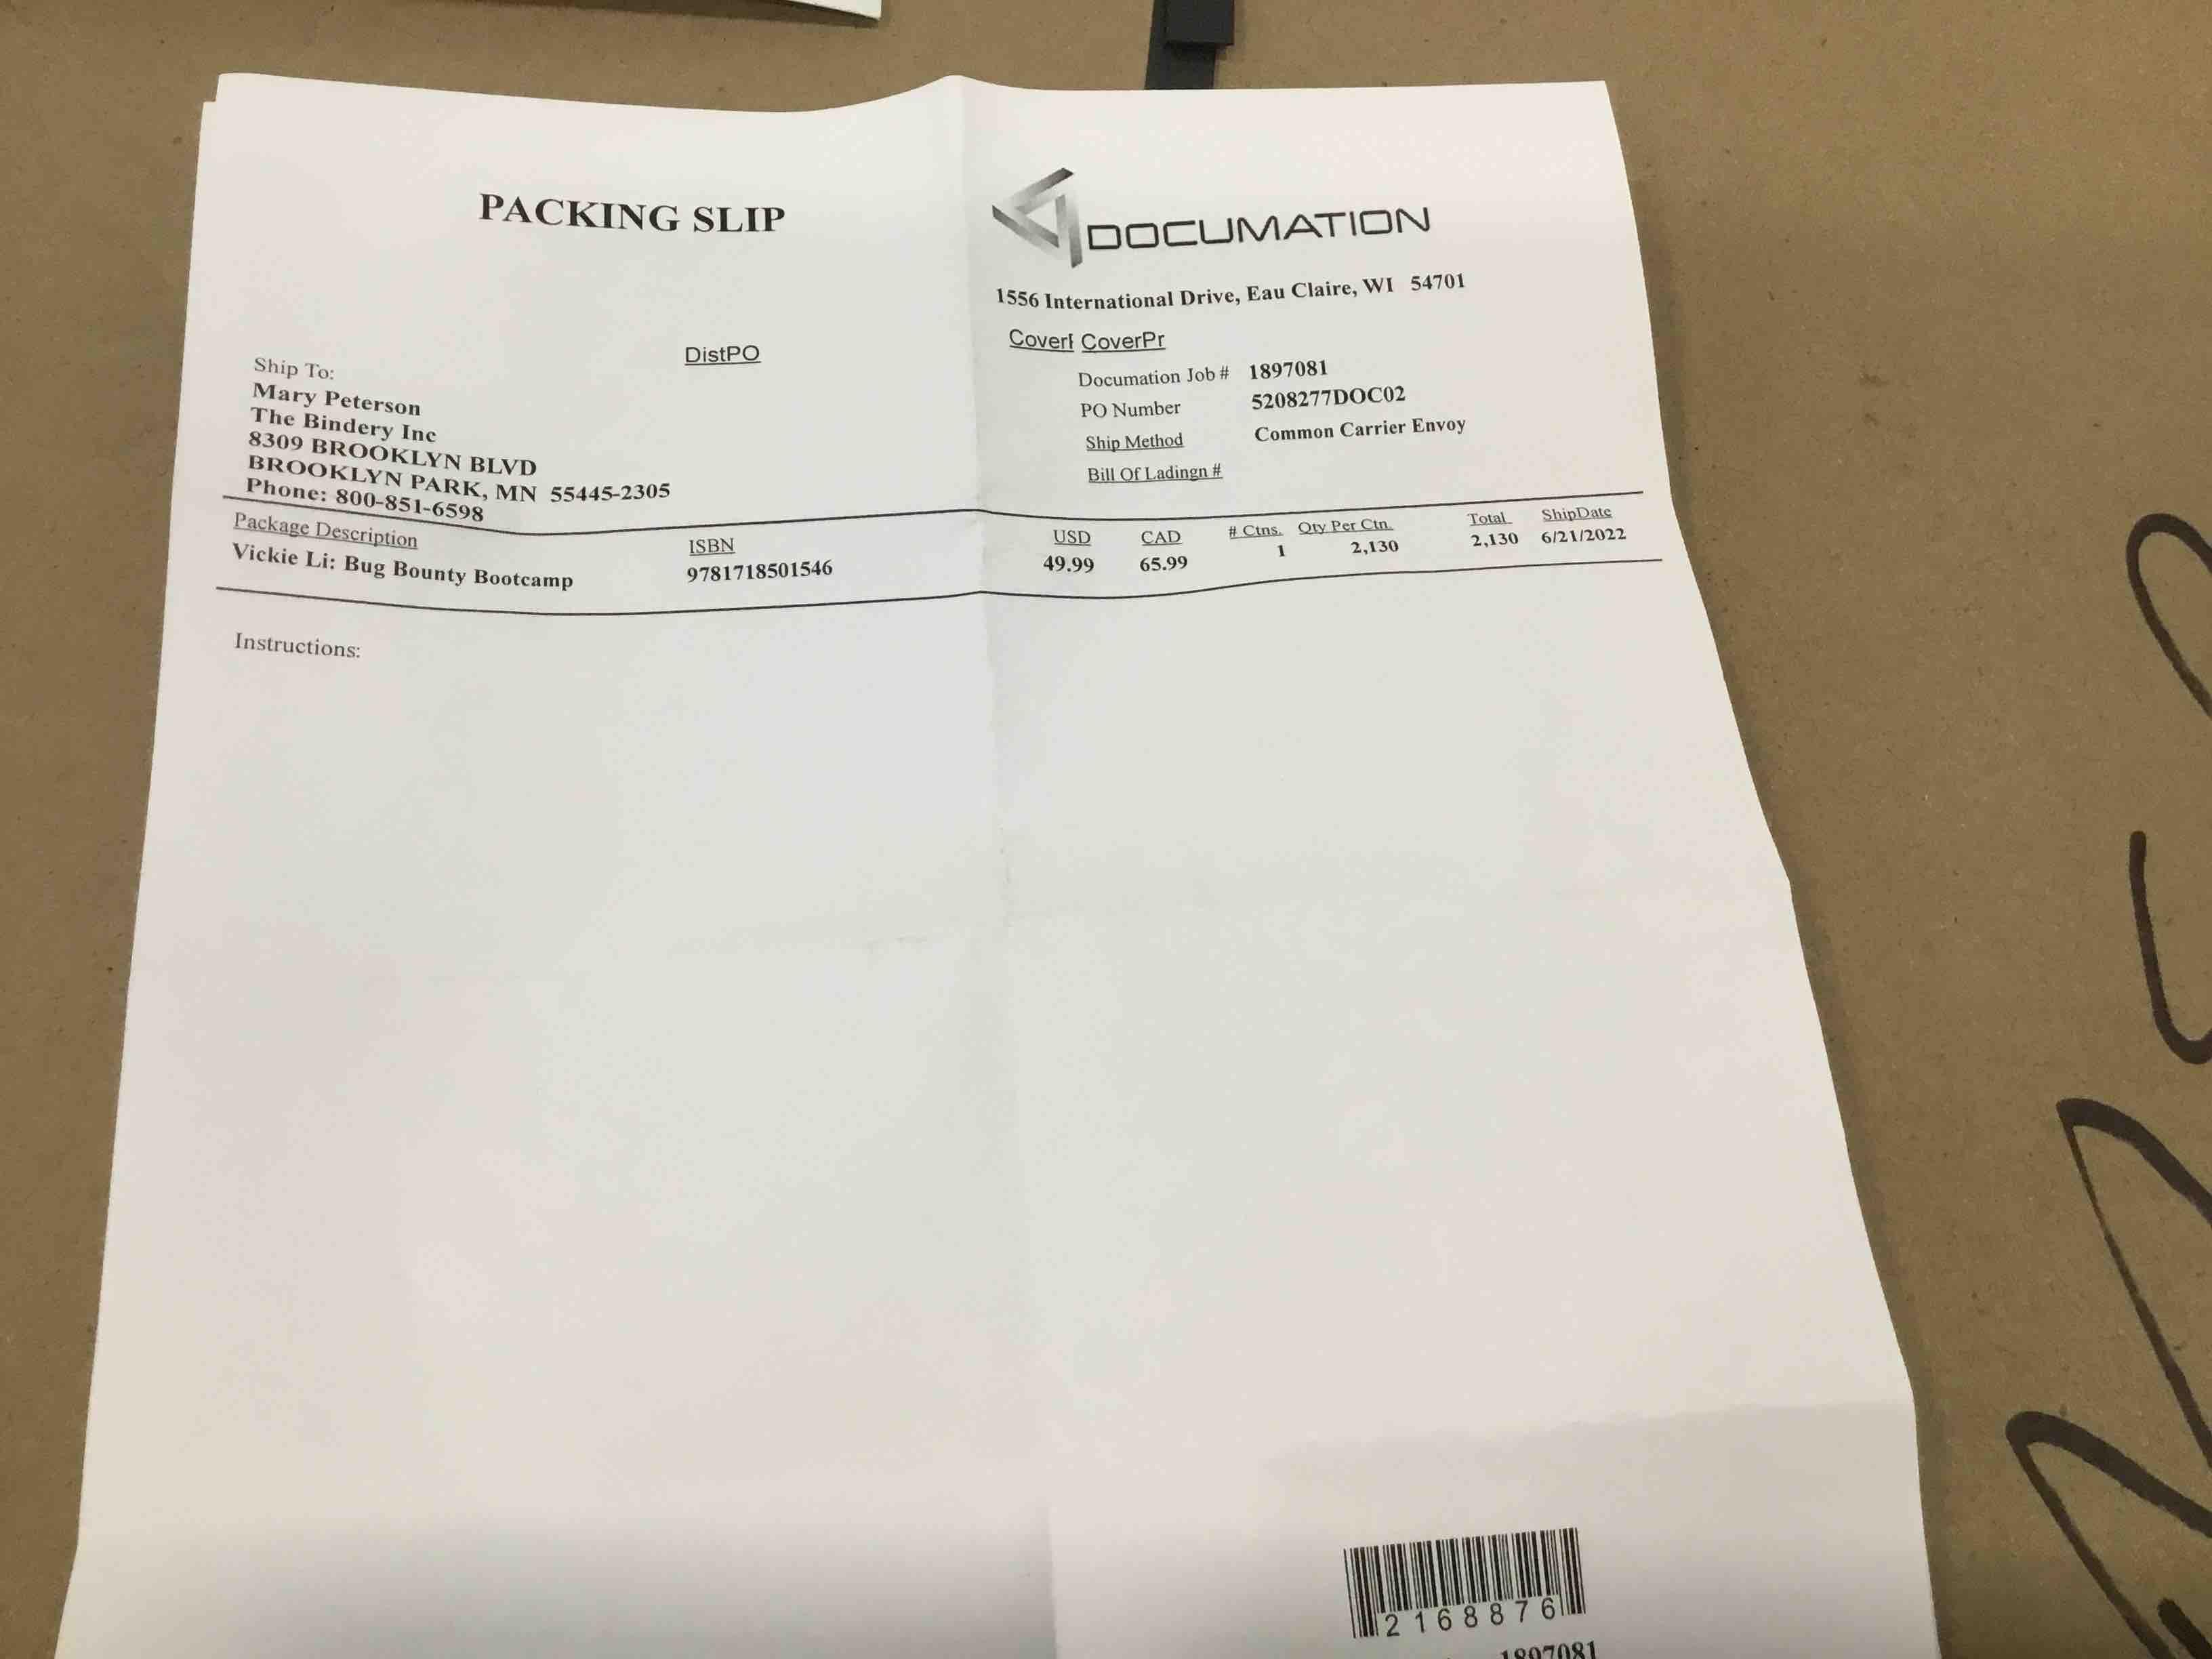 PACKING SLIP
DOCUMATION
1556 International Drive, Eau Claire, WI 54701
DistPO
CoverPr
Ship To:
Mary Peterson
The Bindery Inc
8309 BROOKLYN BLVD
BROOKLYN PARK, MN 55445-2305
Phone: 800-851-6598
Documation Job # 1897081
PO Number 5208277DOC02
Ship Method Common Carrier Envoy
Bill Of Ladingn #
Package Description ISBN USD CAD # Ctns. Qty Per Ctn. Total ShipDate
Vickie Li: Bug Bounty Bootcamp 9781718501546 49.99 65.99 1 2,130 2,130 6/21/2022
Instructions:
2168876
1897081